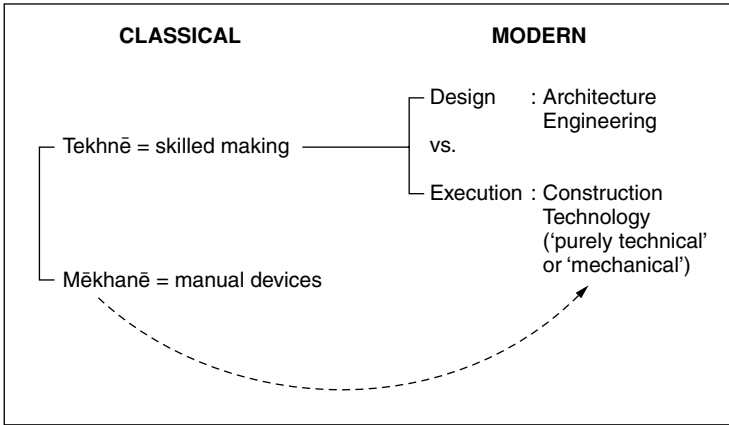 CLASSICAL MODERN
Design : Architecture
Engineering
Tekhnē = skilled making vs.
Execution : Construction
Technology
(‘purely technical’
or ‘mechanical’)
Mēkhanē = manual devices